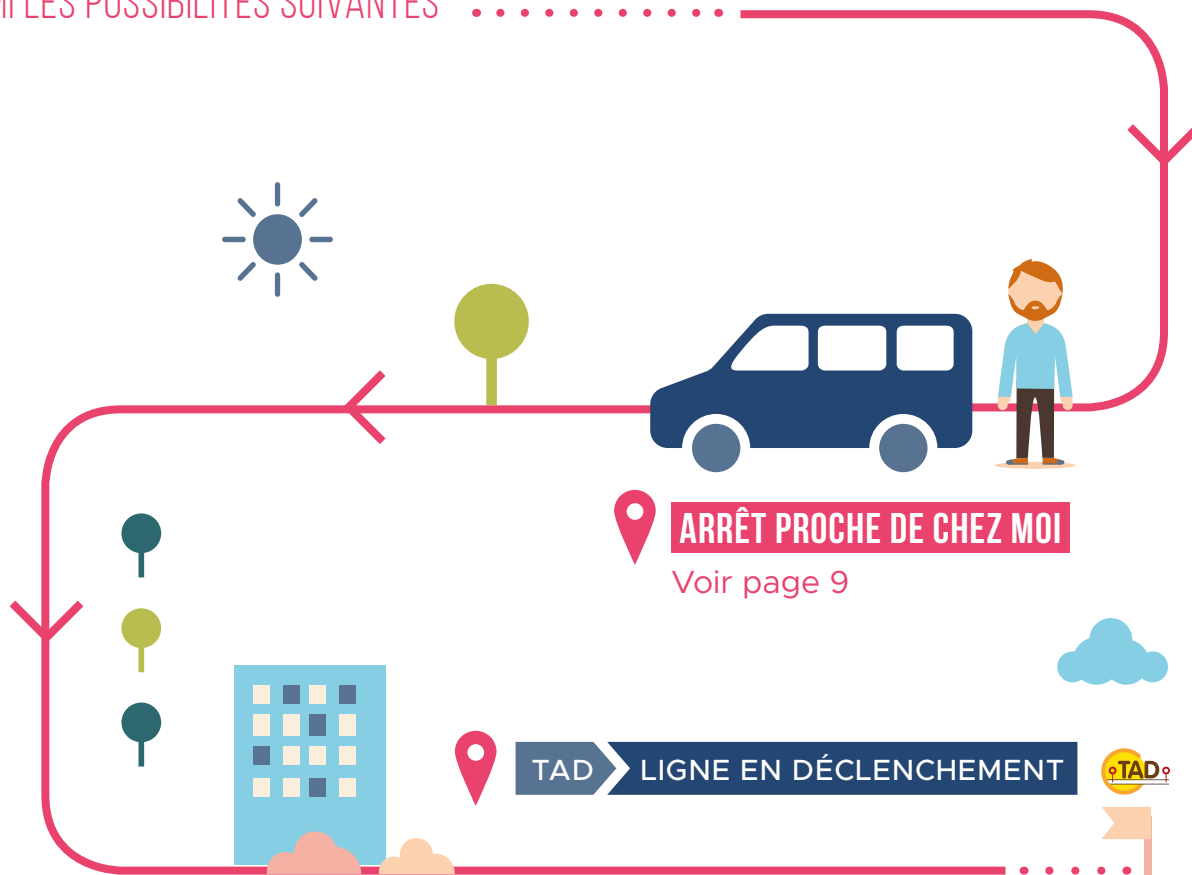 LES POSSIBILITÉS SUIVANTES
ARRÊT PROCHE DE CHEZ MOI
Voir page 9
TAD LIGNE EN DÉCLENCHEMENT
TAD